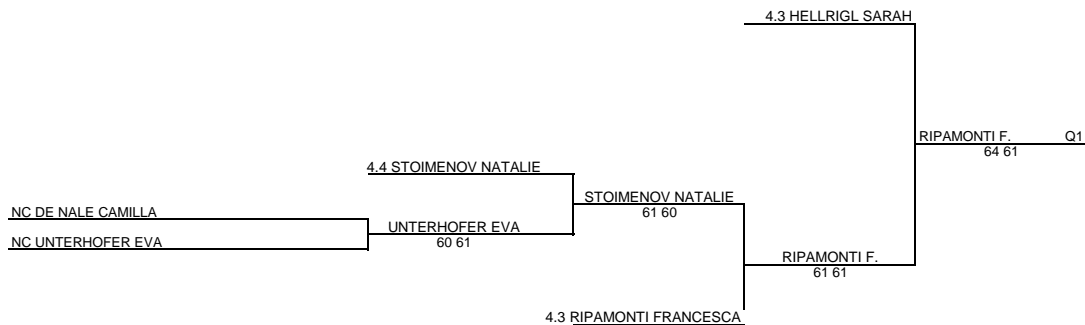 4.3 HELLRIGL SARAH
RIPAMONTI F. Q1
64 61
4.4 STOIMENOV NATALIE
STOIMENOV NATALIE
61 60
NC DE NALE CAMILLA
UNTERHOFER EVA
60 61
NC UNTERHOFER EVA
RIPAMONTI F.
61 61
4.3 RIPAMONTI FRANCESCA